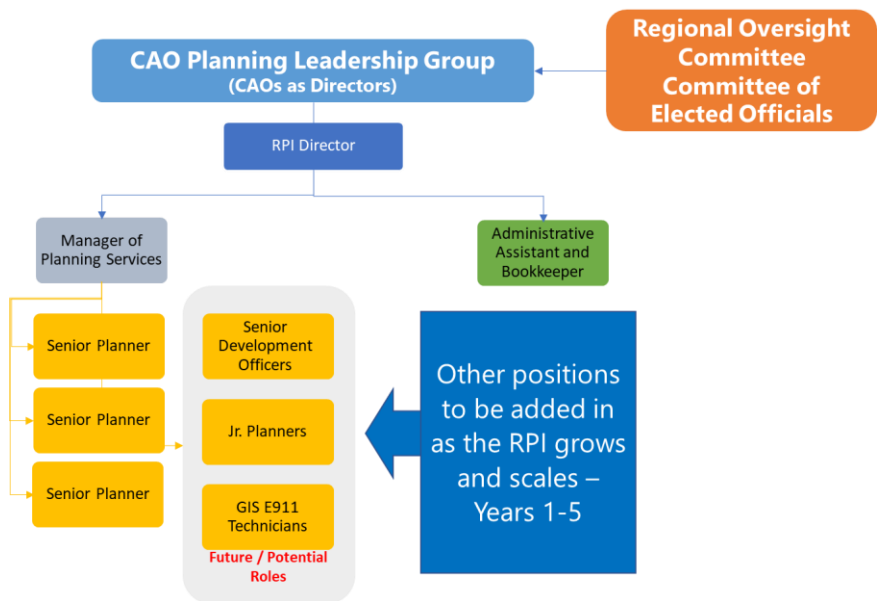 CAO Planning Leadership Group
(CAOs as Directors)
Regional Oversight
Committee
Committee of
Elected Officials
RPI Director
Manager of
Planning Services
Administrative
Assistant and
Bookkeeper
Senior Planner
Senior Planner
Senior Planner
Senior
Development
Officers
Jr. Planners
GIS E911
Technicians
Future / Potential
Roles
Other positions
to be added in
as the RPI grows
and scales –
Years 1-5